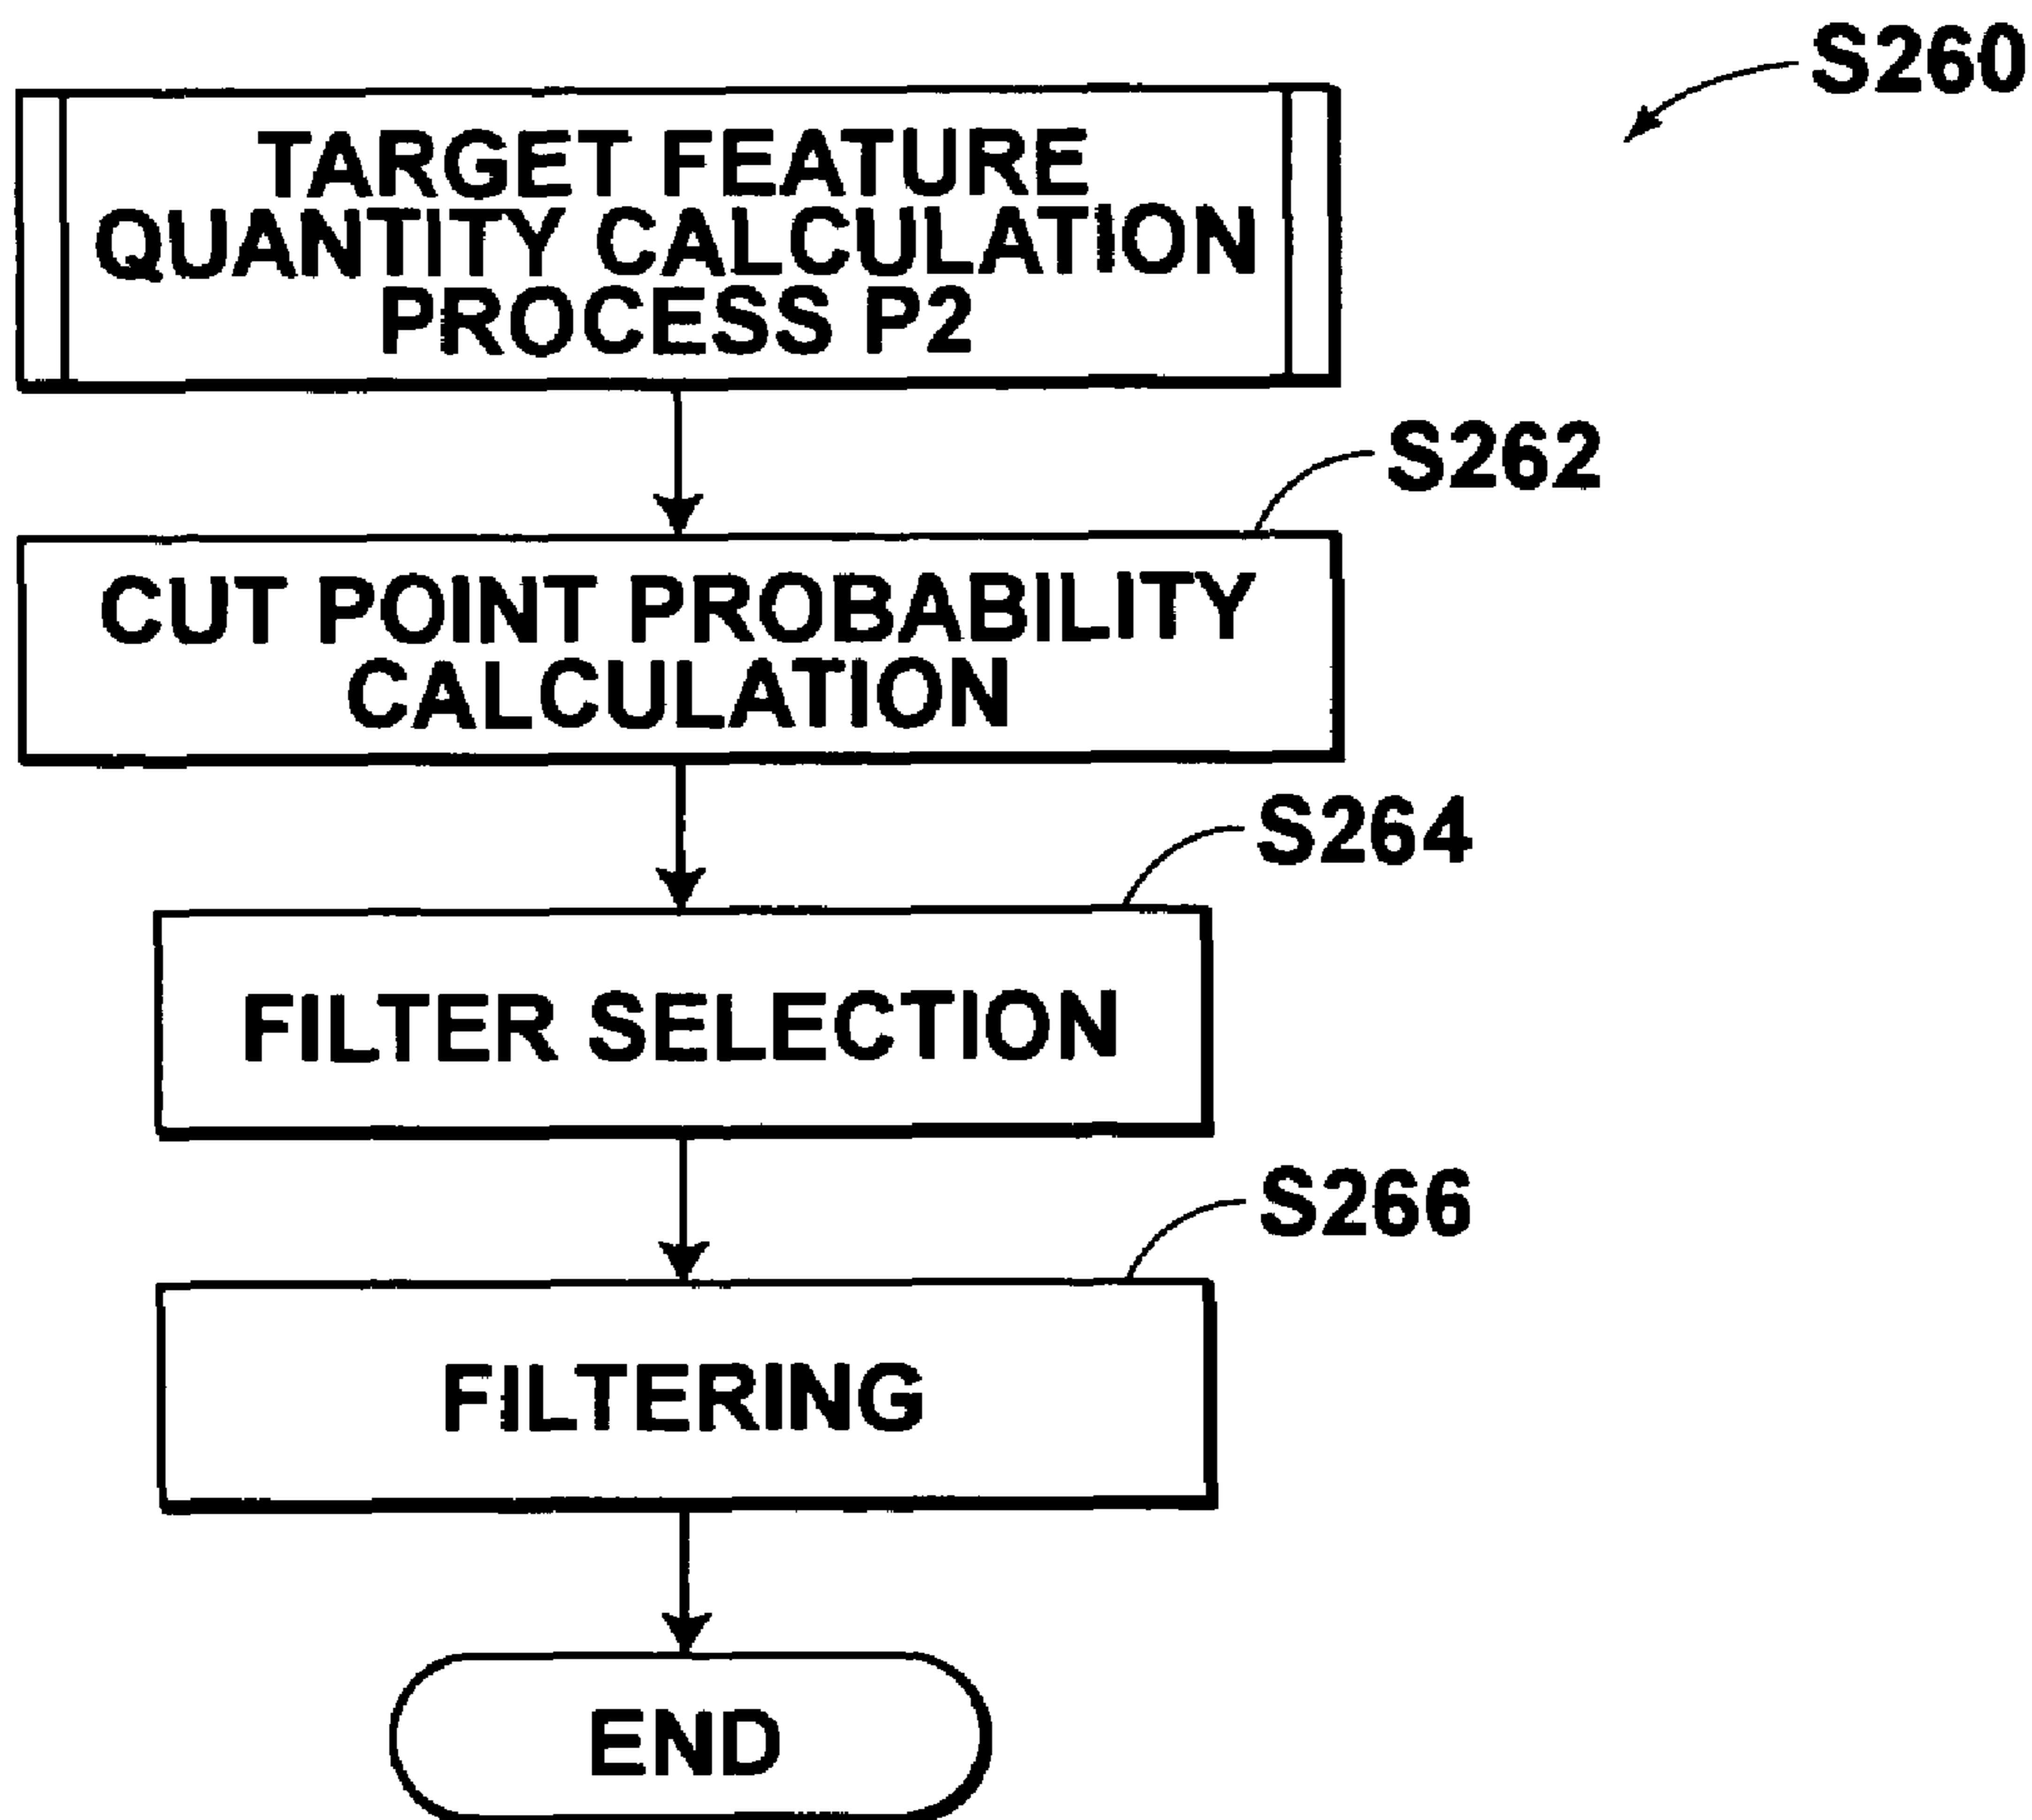 S260
TARGET FEATURE
QUANTITY CALCULATION
PROCESS P2
S262
CUT POINT PROBABILITY
CALCULATION
S264
FILTER SELECTION
S266
FILTERING
END